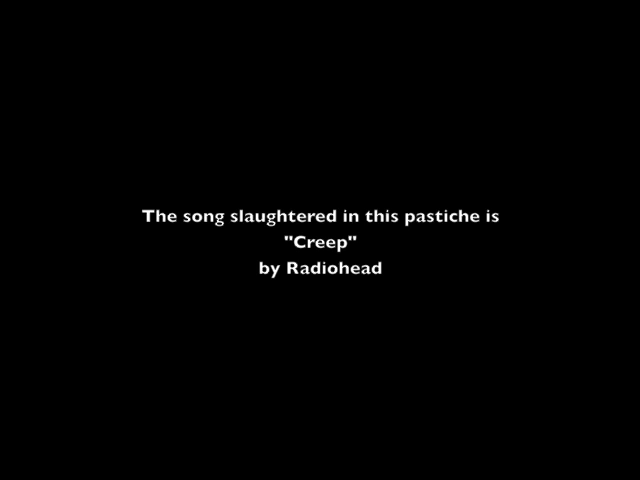 The song slaughtered in this pastiche is
"Creep"
by Radiohead